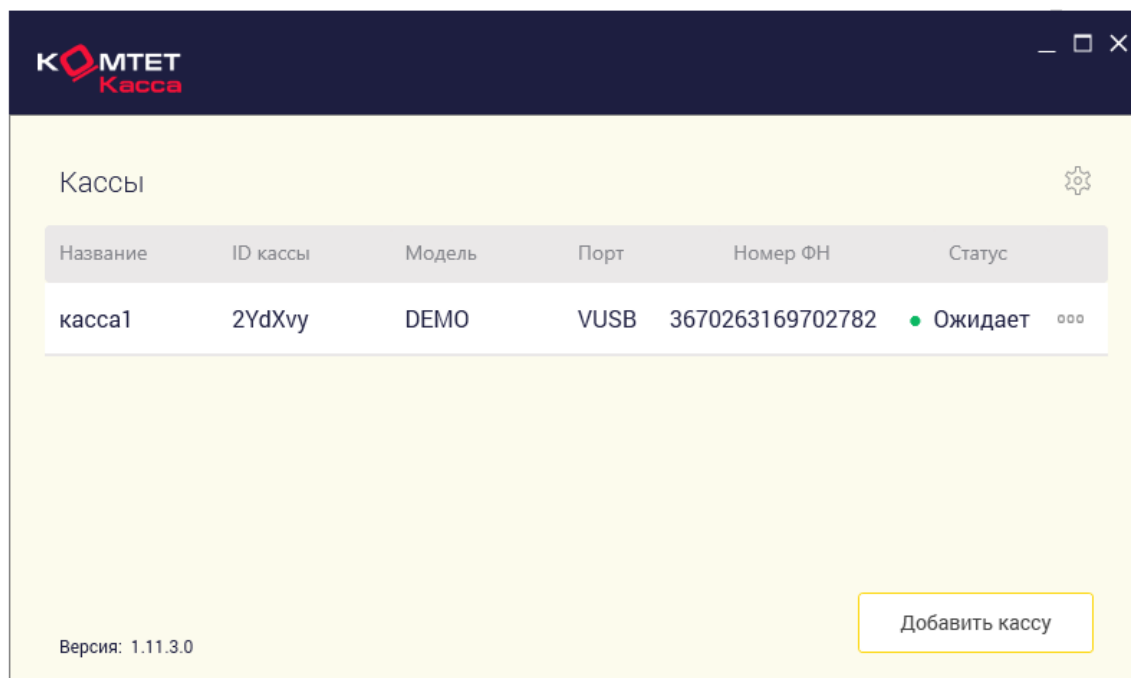 КОМТЕТ
Касса
Кассы
Название ID кассы Модель Порт Номер ФН Статус
касса1 2YdXvy DEMO VUSB 3670263169702782 Ожидает
Версия: 1.11.3.0
Добавить кассу